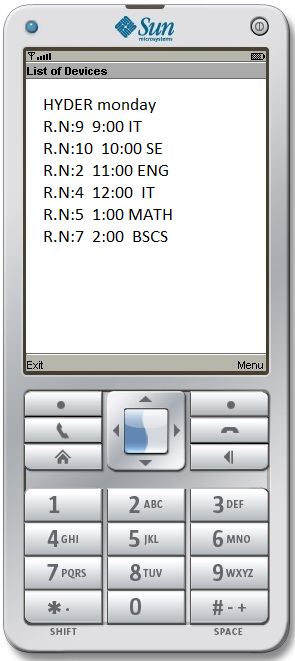 Sun
microsystems
List of Devices
HYDER monday
R.N:9 9:00 IT
R.N:10 10:00 SE
R.N:2 11:00 ENG
R.N:4 12:00 IT
R.N:5 1:00 MATH
R.N:7 2:00 BSCS
Exit Menu
1 2 ABC 3 DEF
4 GHI 5 JKL 6 MNO
7 PQRS 8 TUV 9 WXYZ
* . 0 # - +
SHIFT SPACE